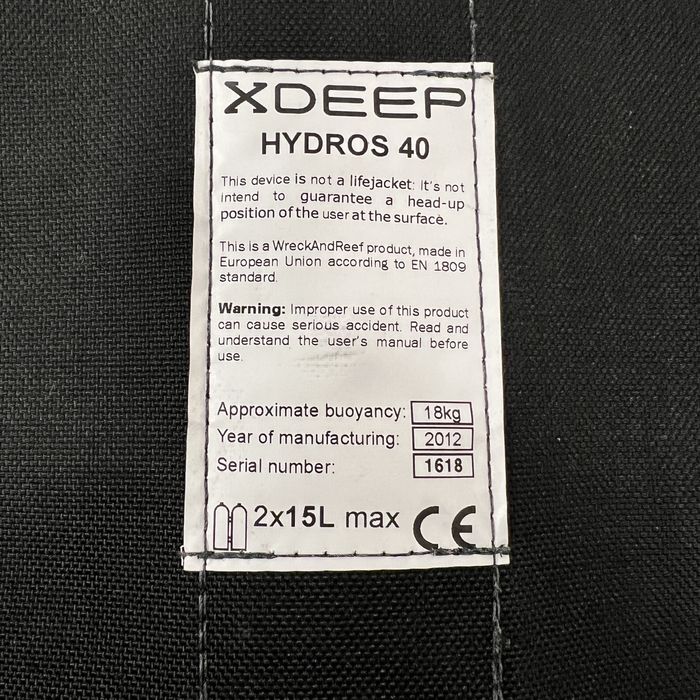 XDEEP
HYDROS 40
This device is not a lifejacket: It's not
intend to guarantee a head-up
position of the user at the surface.
This is a WreckAndReef product, made in
European Union according to EN 1809
standard.
Warning: Improper use of this product
can cause serious accident. Read and
understand the user's manual before
use.
Approximate buoyancy: 18kg
Year of manufacturing: 2012
Serial number: 1618
2x15L max CE